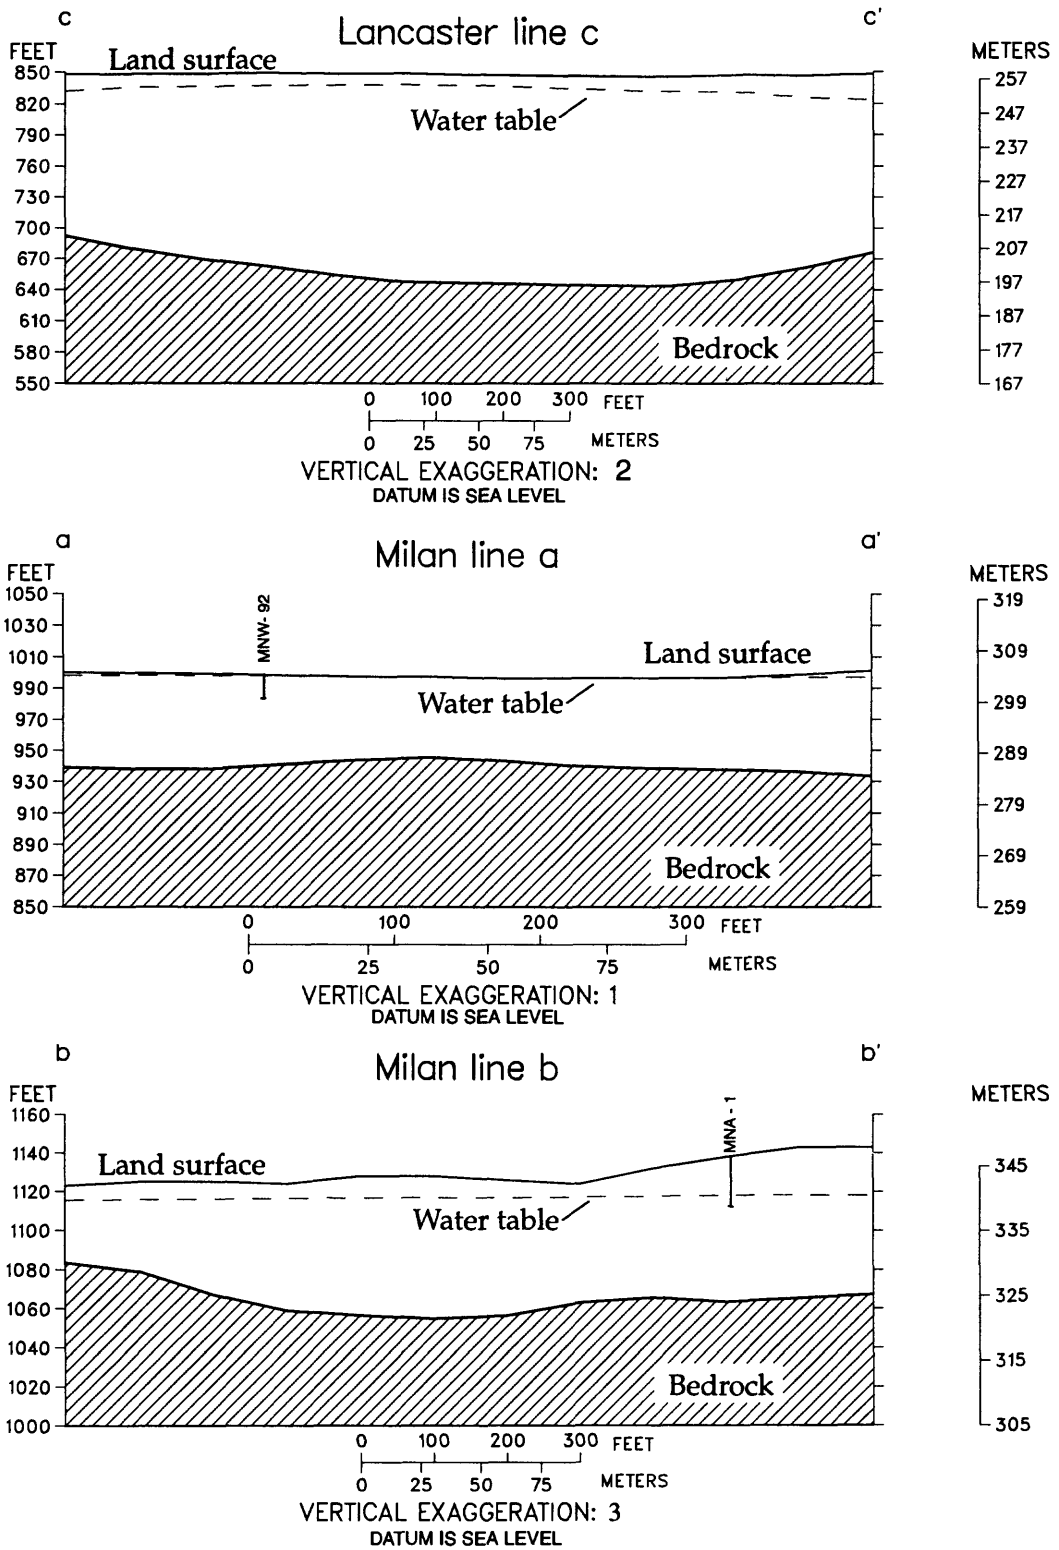 c c'
Lancaster line c
FEET METERS
Land surface
Water table
850
820
790
760
730
700
670
640
610
580
550
257
247
237
227
217
207
197
187
177
167
Bedrock
0 100 200 300 FEET
0 25 50 75 METERS
VERTICAL EXAGGERATION: 2
DATUM IS SEA LEVEL
a a'
Milan line a
FEET METERS
MNW-92
Land surface
Water table
1050
1030
1010
990
970
950
930
910
890
870
850
319
309
299
289
279
269
259
Bedrock
0 100 200 300 FEET
0 25 50 75 METERS
VERTICAL EXAGGERATION: 1
DATUM IS SEA LEVEL
b b'
Milan line b
FEET METERS
MNA - 1
Land surface
Water table
1160
1140
1120
1100
1080
1060
1040
1020
1000
345
335
325
315
305
Bedrock
0 100 200 300 FEET
0 25 50 75 METERS
VERTICAL EXAGGERATION: 3
DATUM IS SEA LEVEL